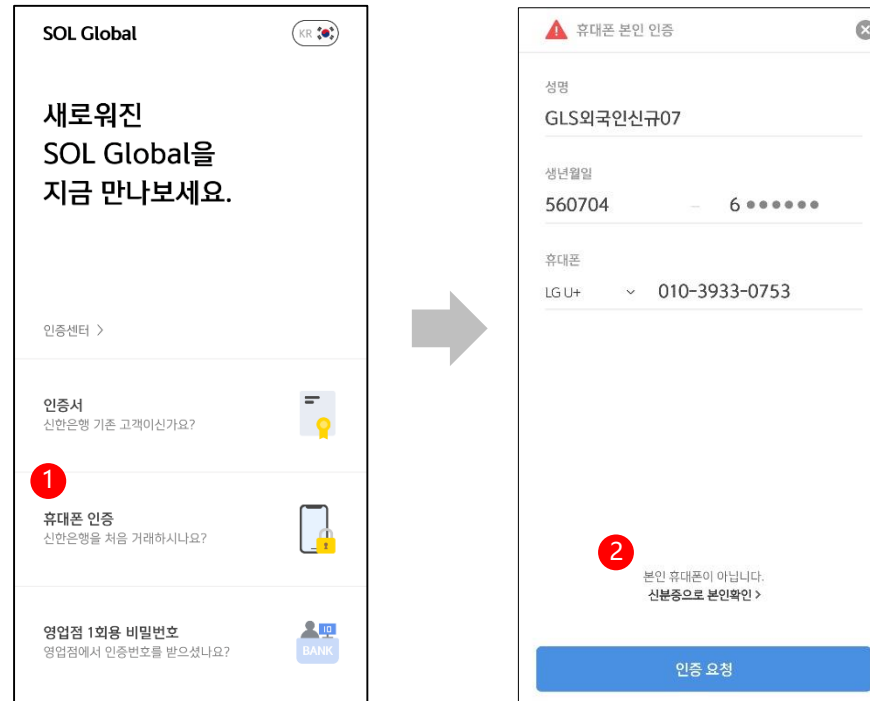 SOL Global
KR
새로워진
SOL Global을
지금 만나보세요.
인증센터 >
인증서
신한은행 기존 고객이신가요?
1
휴대폰 인증
신한은행을 처음 거래하시나요?
영업점 1회용 비밀번호
영업점에서 인증번호를 받으셨나요?
10
BANK
휴대폰 본인 인증
성명
GLS외국인신규07
생년월일
560704 – 6●●●●●●
휴대폰
LG U+ 010-3933-0753
2
본인 휴대폰이 아닙니다.
신분증으로 본인확인 >
인증 요청